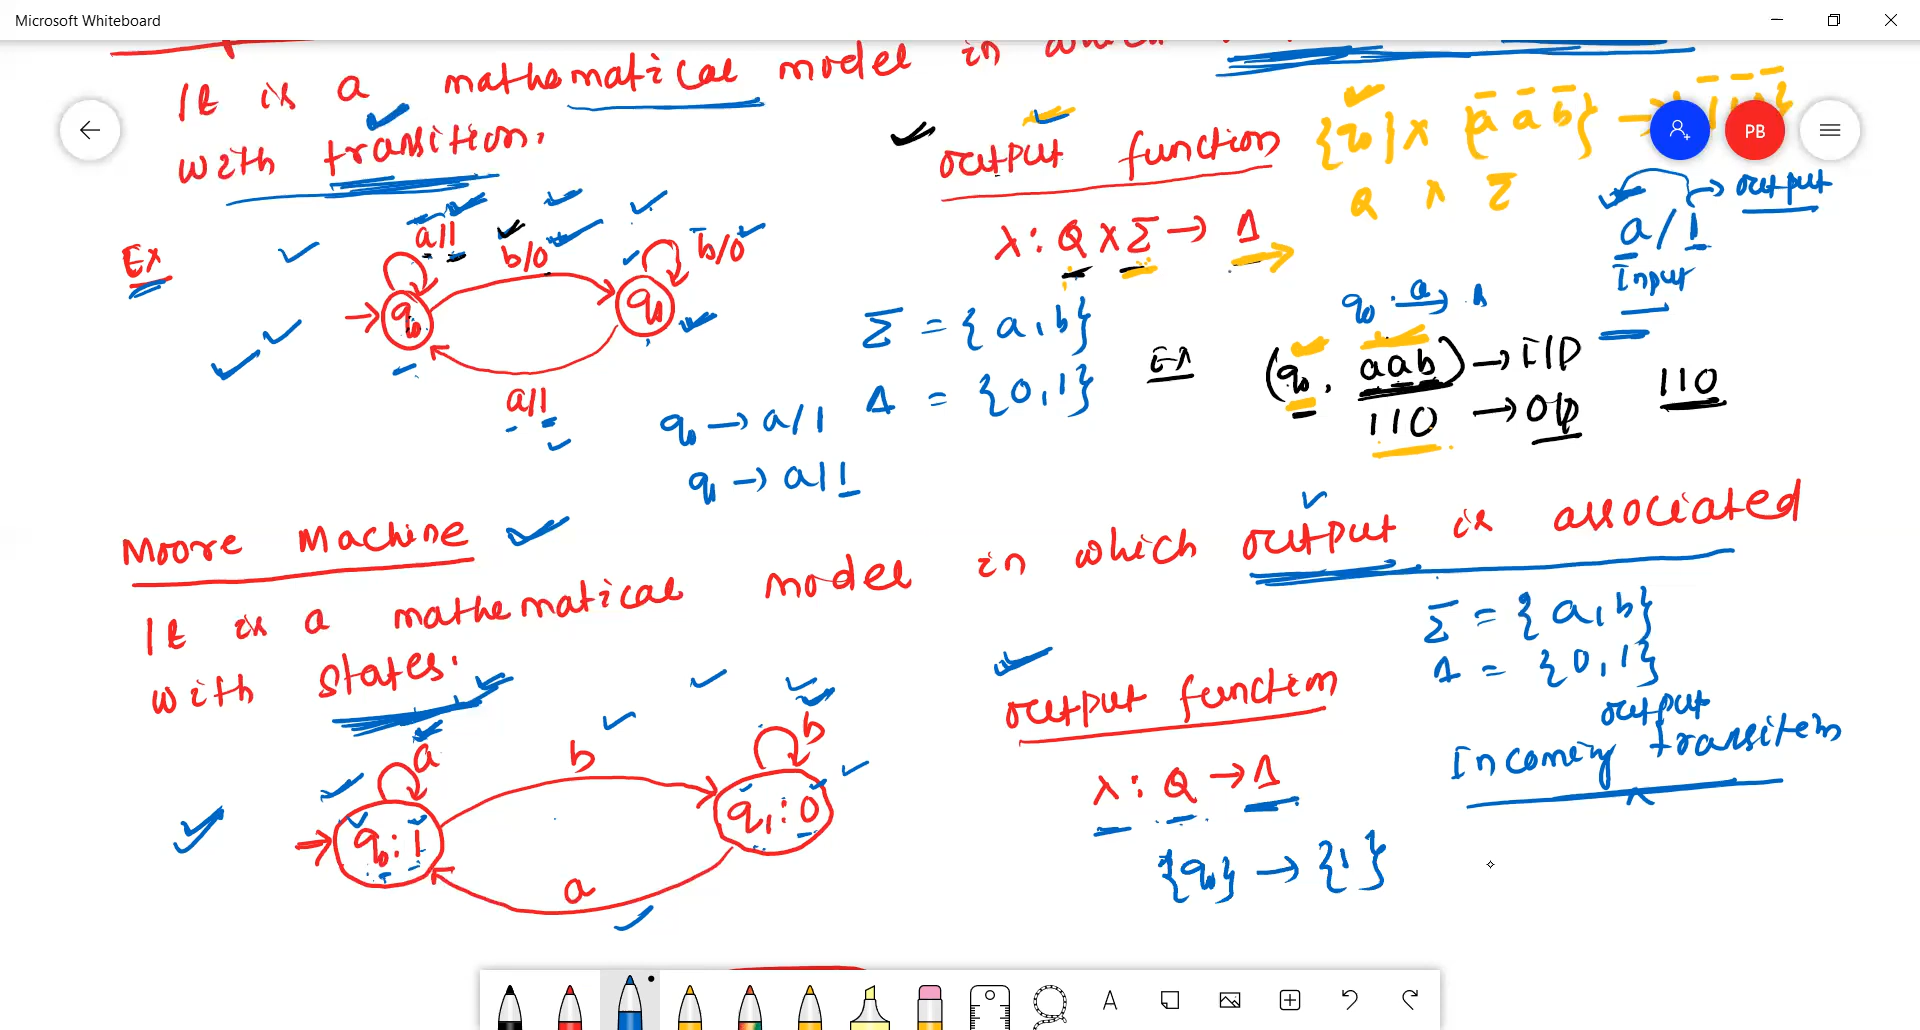 Microsoft Whiteboard
It is a mathematical model in which
with transition.
output function
{q0} x {a a b} →
Q x Σ
PB
output
a/1
Input
λ: Q x Σ → Δ
Ex
a/1
b/0
b/0
q0
q1
a/1
Σ = {a, b}
Δ = {0, 1}
q0 → a/1
q1 → a/1
q0 a → 1
Ex
(q0, aab) → I/P
110 → O/P
110
Moore Machine
It is a mathematical model in which output is associated
with states.
Σ = {a, b}
Δ = {0, 1}
output
Incoming transitions
output function
λ: Q → Δ
{q0} → {1}
a
b
b
q0 : 1
q1 : 0
a
A